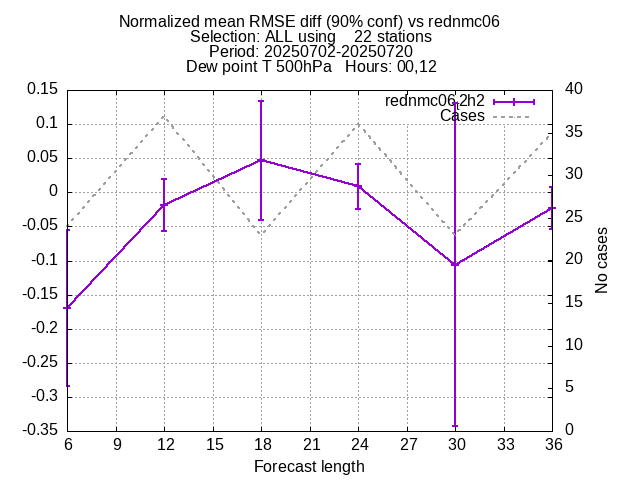 Normalized mean RMSE diff (90% conf) vs rednmc06
Selection: ALL using    22 stations
Period: 20250702-20250720
Dew point T 500hPa   Hours: 00,12
rednmc06.2h2
Cases
0.15
0.1
0.05
0
-0.05
-0.1
-0.15
-0.2
-0.25
-0.3
-0.35
40
35
30
25
20
15
10
5
0
No cases
6 9 12 15 18 21 24 27 30 33 36
Forecast length